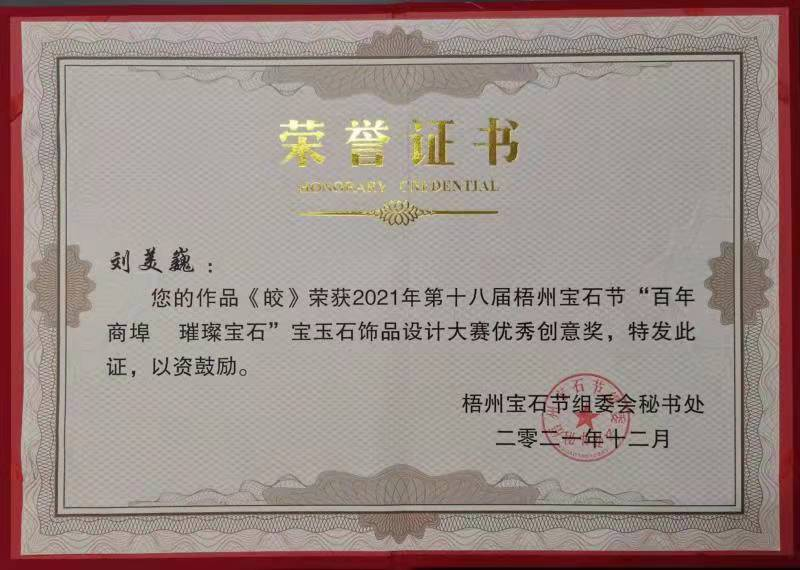 荣誉证书
HONORARY CREDENTIAL
刘美巍：
您的作品《皎》荣获2021年第十八届梧州宝石节“百年
商埠 璀璨宝石”宝玉石饰品设计大赛优秀创意奖，特发此
证，以资鼓励。
梧州宝石节组委会秘书处
二零二一年十二月